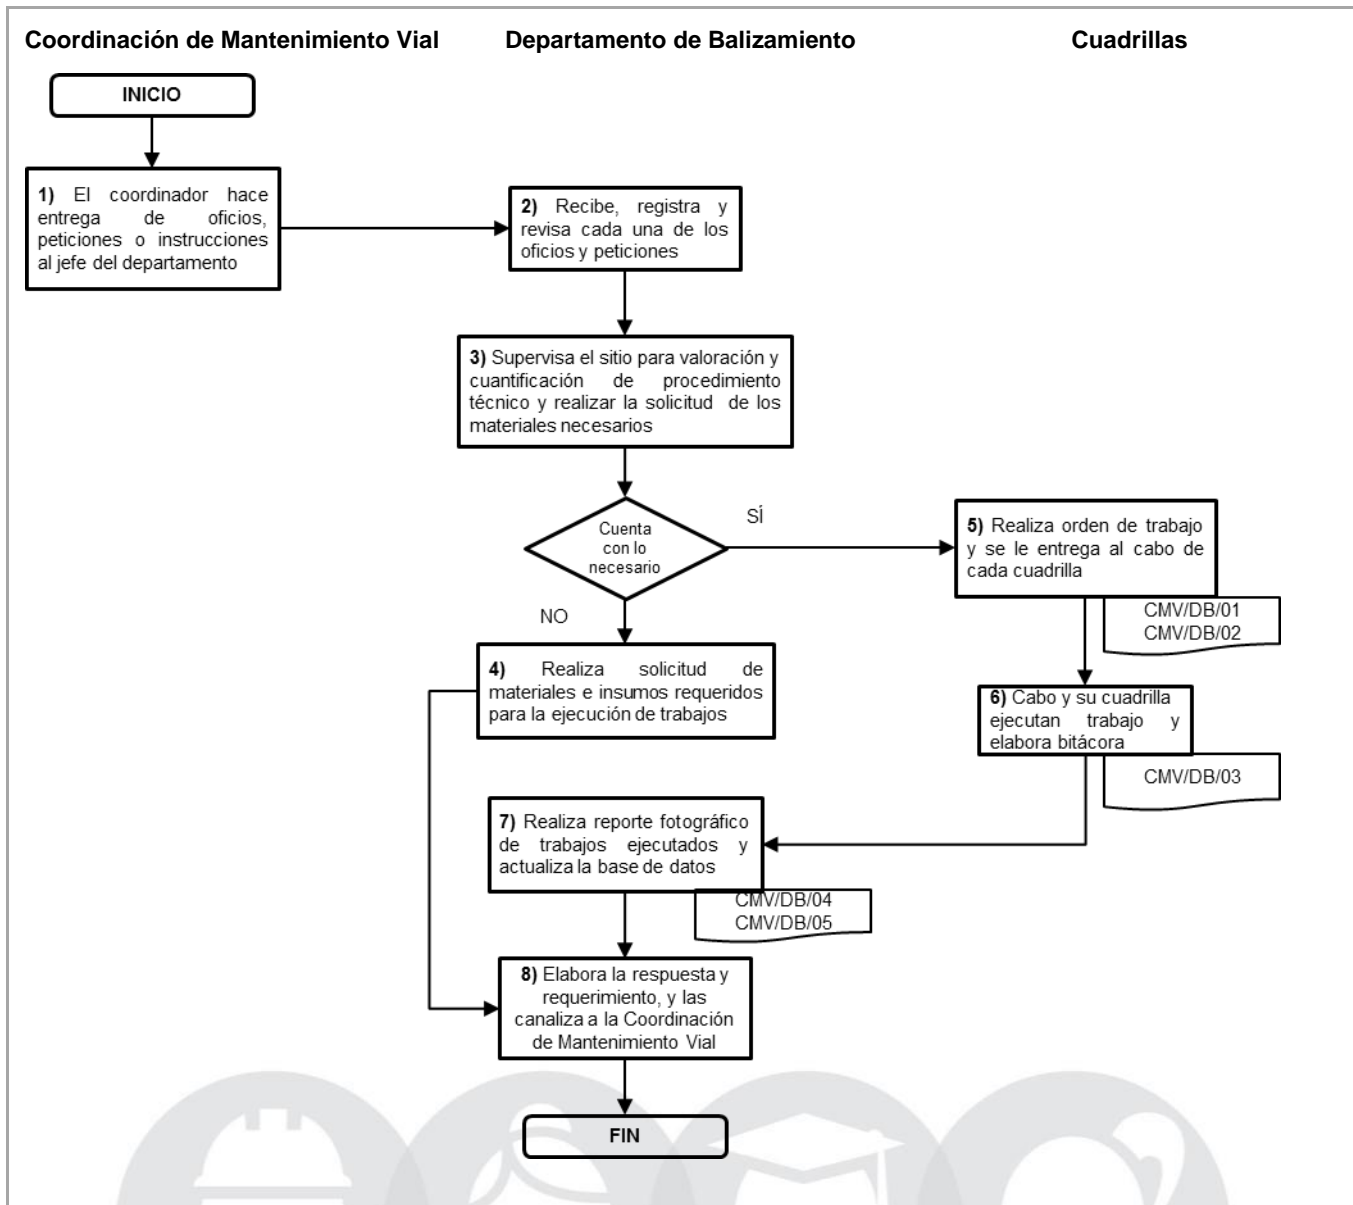 Coordinación de Mantenimiento Vial
Departamento de Balizamiento
Cuadrillas
INICIO
1) El coordinador hace
entrega de oficios,
peticiones o instrucciones
al jefe del departamento
2) Recibe, registra y
revisa cada una de los
oficios y peticiones
3) Supervisa el sitio para valoración y
cuantificación de procedimiento
técnico y realizar la solicitud de los
materiales necesarios
Cuenta
con lo
necesario
SÍ
NO
5) Realiza orden de trabajo
y se le entrega al cabo de
cada cuadrilla
CMV/DB/01
CMV/DB/02
4) Realiza solicitud de
materiales e insumos requeridos
para la ejecución de trabajos
6) Cabo y su cuadrilla
ejecutan trabajo y
elabora bitácora
CMV/DB/03
7) Realiza reporte fotográfico
de trabajos ejecutados y
actualiza la base de datos
CMV/DB/04
CMV/DB/05
8) Elabora la respuesta y
requerimiento, y las
canaliza a la Coordinación
de Mantenimiento Vial
FIN